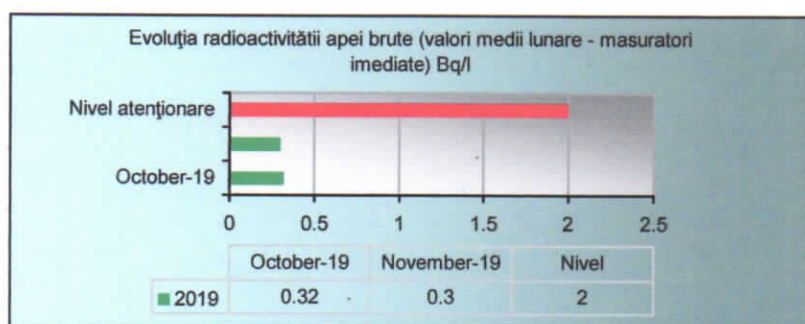 Evoluţia radioactivitătii apei brute (valori medii lunare - masuratori
imediate) Bq/l
Nivel atenţionare
October-19
0 0.5 1 1.5 2 2.5
October-19 November-19 Nivel
2019 0.32 0.3 2